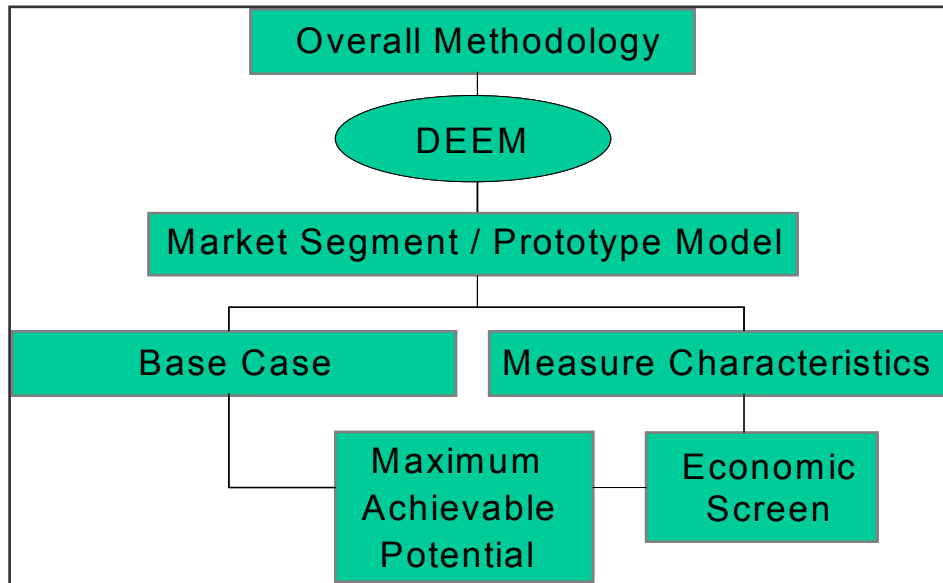 Overall Methodology
DEEM
Market Segment / Prototype Model
Base Case
Measure Characteristics
Maximum
Achievable
Potential
Economic
Screen